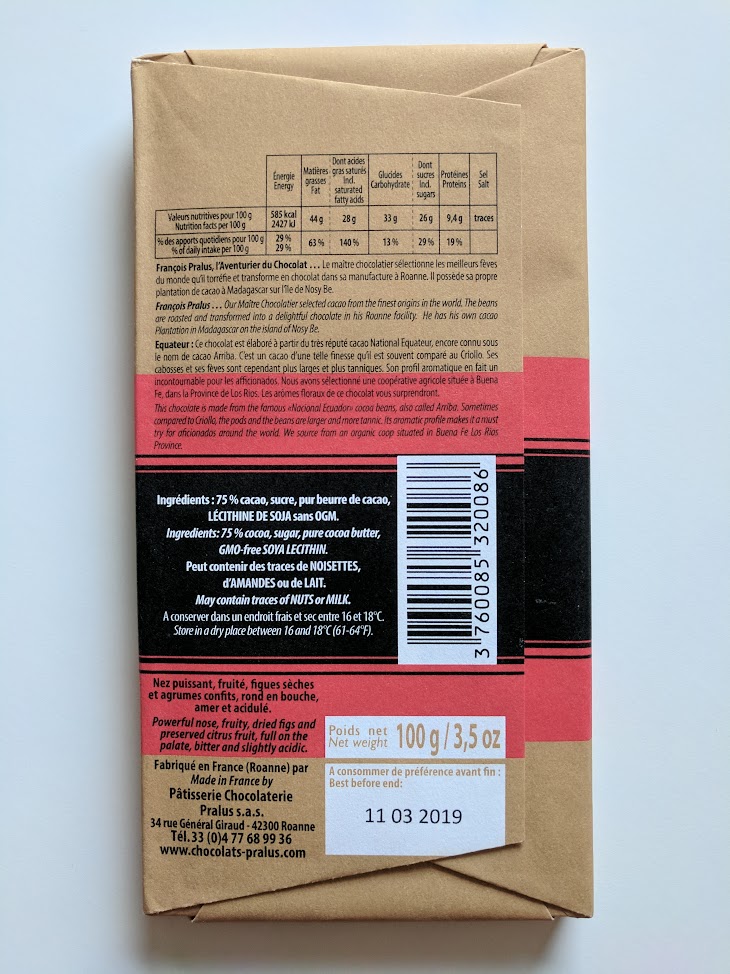 Énergie
Energy
Matières
grasses
Fat
Dont acides
gras saturés
Incl.
saturated
fatty acids
Glucides
Carbohydrate
Dont
sucres
Incl.
sugars
Protéines
Proteins
Sel
Salt
Valeurs nutritives pour 100 g
Nutrition facts per 100 g
585 kcal
2427 kJ
44 g
28 g
33 g
26 g
9,4 g
traces
% des apports quotidiens pour 100 g
% of daily intake per 100 g
29 %
29 %
63 %
140 %
13 %
29 %
19 %
François Pralus, l'Aventurier du Chocolat ... Le maître chocolatier sélectionne les meilleurs fèves
du monde qu'il torréfie et transforme en chocolat dans sa manufacture à Roanne. Il possède sa propre
plantation de cacao à Madagascar sur l'île de Nosy Be.
François Pralus ... Our Maître Chocolatier selected cacao from the finest origins in the world. The beans
are roasted and transformed into a delightful chocolate in his Roanne facility. He has his own cacao
Plantation in Madagascar on the island of Nosy Be.
Equateur : Ce chocolat est élaboré à partir du très réputé cacao National Equateur, encore connu sous
le nom de cacao Arriba. C'est un cacao d'une telle finesse qu'il est souvent comparé au Criollo. Ses
cabosses et ses fèves sont cependant plus larges et plus tanniques. Son profil aromatique en fait un
incontournable pour les afficionados. Nous avons sélectionné une coopérative agricole située à Buena
Fe, dans la Province de Los Rios. Les arômes floraux de ce chocolat vous surprendront.
This chocolate is made from the famous «Nacional Ecuador» cocoa beans, also called Arriba. Sometimes
compared to Criollo, the pods and the beans are larger and more tannic. Its aromatic profile makes it a must
try for aficionados around the world. We source from an organic coop situated in Buena Fe Los Rios
Province.
Ingrédients : 75 % cacao, sucre, pur beurre de cacao,
LÉCITHINE DE SOJA sans OGM.
Ingredients: 75 % cocoa, sugar, pure cocoa butter,
GMO-free SOYA LECITHIN.
Peut contenir des traces de NOISETTES,
d'AMANDES ou de LAIT.
May contain traces of NUTS or MILK.
A conserver dans un endroit frais et sec entre 16 et 18°C.
Store in a dry place between 16 and 18°C (61-64°F).
3 760085 320086
Nez puissant, fruité, figues sèches
et agrumes confits, rond en bouche,
amer et acidulé.
Powerful nose, fruity, dried figs and
preserved citrus fruit, full on the
palate, bitter and slightly acidic.
Poids net
Net weight
100 g / 3,5 oz
Fabriqué en France (Roanne) par
Made in France by
Pâtisserie Chocolaterie
Pralus s.a.s.
34 rue Général Giraud - 42300 Roanne
Tél. 33 (0)4 77 68 99 36
www.chocolats-pralus.com
A consommer de préférence avant fin :
Best before end:
11 03 2019